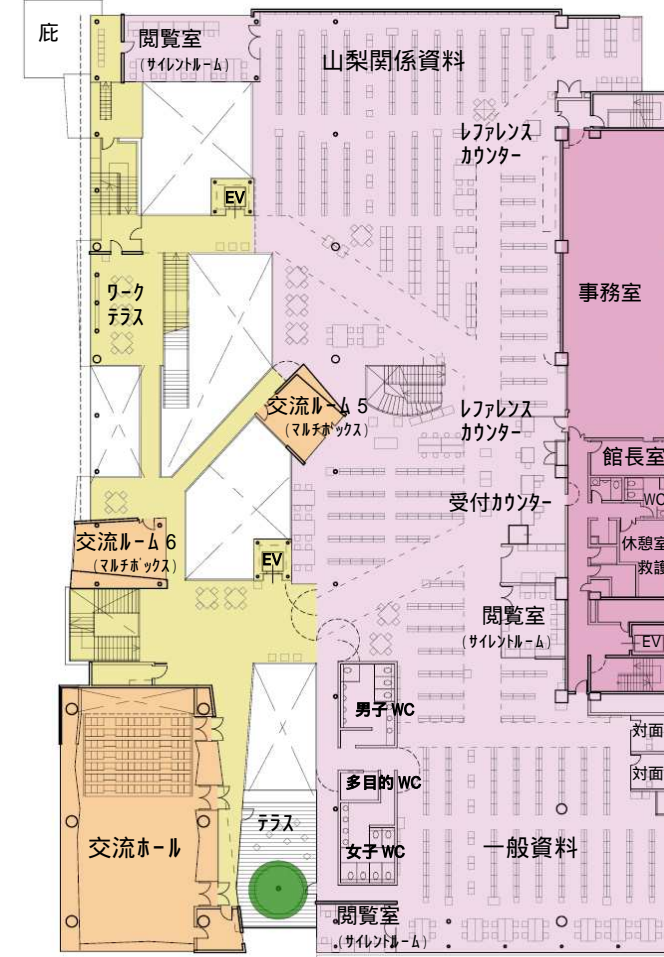 庇
閲覧室
(サイレントルーム)
山梨関係資料
レファレンス
カウンター
EV
事務室
ワーク
テラス
交流ルーム5
(マルチボックス)
レファレンス
カウンター
館長室
WC
受付カウンター
休憩室
救護
交流ルーム6
(マルチボックス)
EV
閲覧室
(サイレントルーム)
EV
男子WC
対面
多目的WC
対面
テラス
交流ホール
女子WC
一般資料
閲覧室
(サイレントルーム)